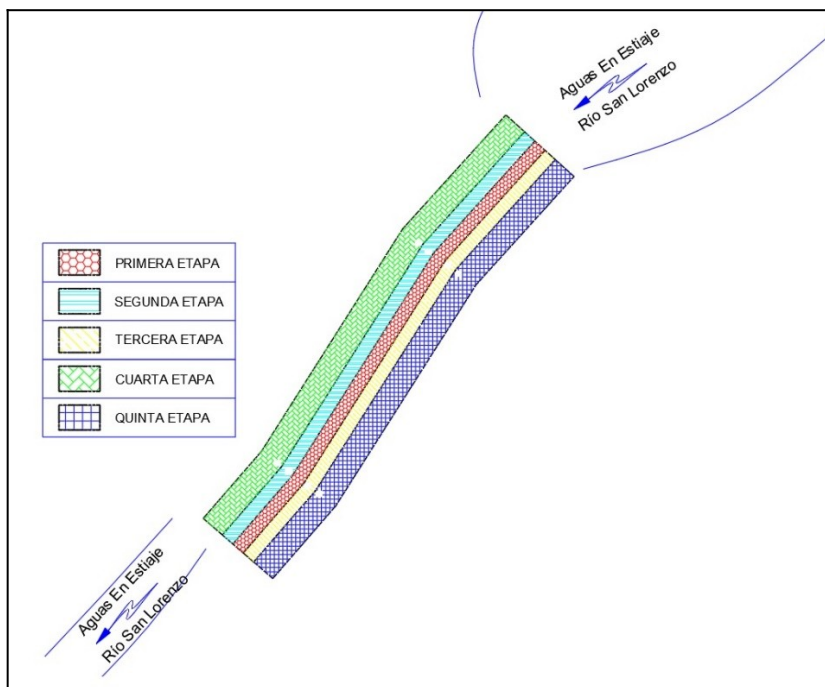 Aguas En Estiaje
Río San Lorenzo
PRIMERA ETAPA
SEGUNDA ETAPA
TERCERA ETAPA
CUARTA ETAPA
QUINTA ETAPA
Aguas En Estiaje
Río San Lorenzo